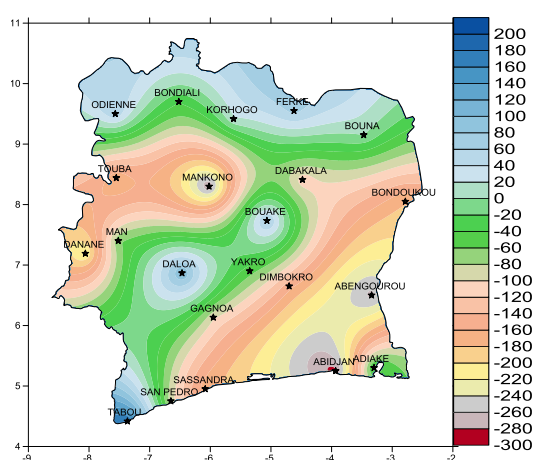 11
10
9
8
7
6
5
4
-9
-8
-7
-6
-5
-4
-3
-2
ODIENNE
BONDIALI
KORHOGO
FERKE
BOUNA
TOUBA
MANKONO
DABAKALA
BONDOUKOU
BOUAKE
MAN
DANANE
DALOA
YAKRO
DIMBOKRO
ABENGOUROU
GAGNOA
ABIDJAN
ADIAKE
SASSANDRA
SAN PEDRO
TABOU
200
180
160
140
120
100
80
60
40
20
0
-20
-40
-60
-80
-100
-120
-140
-160
-180
-200
-220
-240
-260
-280
-300